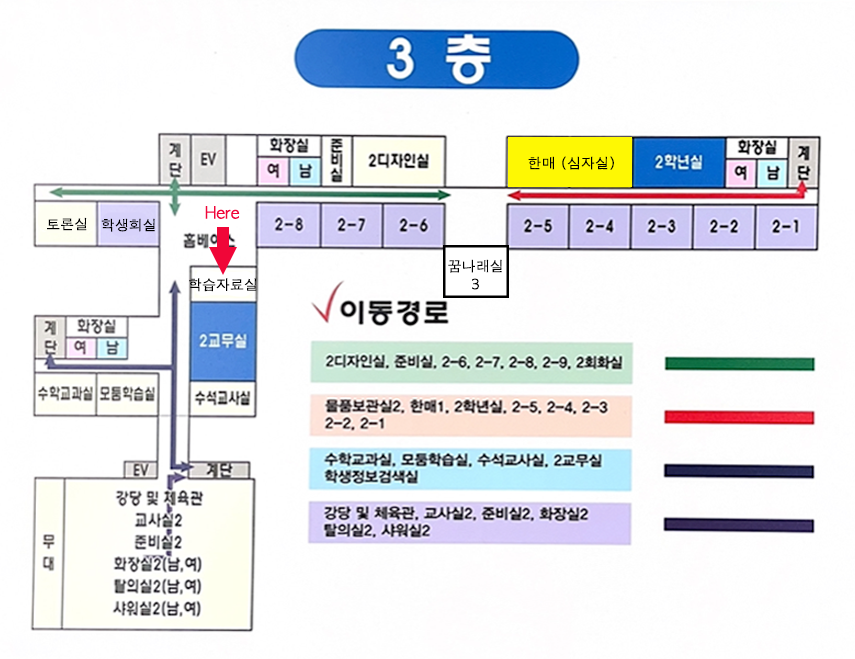 3 층
계단
EV
화장실
여 남
준비실
2디자인실
한매 (심자실)
2학년실
화장실
여 남
계단
토론실
학생회실
Here
홈베이스
2-8
2-7
2-6
2-5
2-4
2-3
2-2
2-1
꿈나래실
3
학습자료실
2교무실
수석교사실
계단
화장실
여 남
수학교과실
모둠학습실
EV
계단
무대
강당 및 체육관
교사실2
준비실2
화장실2(남,여)
탈의실2(남,여)
샤워실2(남,여)
이동경로
2디자인실, 준비실, 2-6, 2-7, 2-8, 2-9, 2회화실
물품보관실2, 한매1, 2학년실, 2-5, 2-4, 2-3
2-2, 2-1
수학교과실, 모둠학습실, 수석교사실, 2교무실
학생정보검색실
강당 및 체육관, 교사실2, 준비실2, 화장실2
탈의실2, 샤워실2